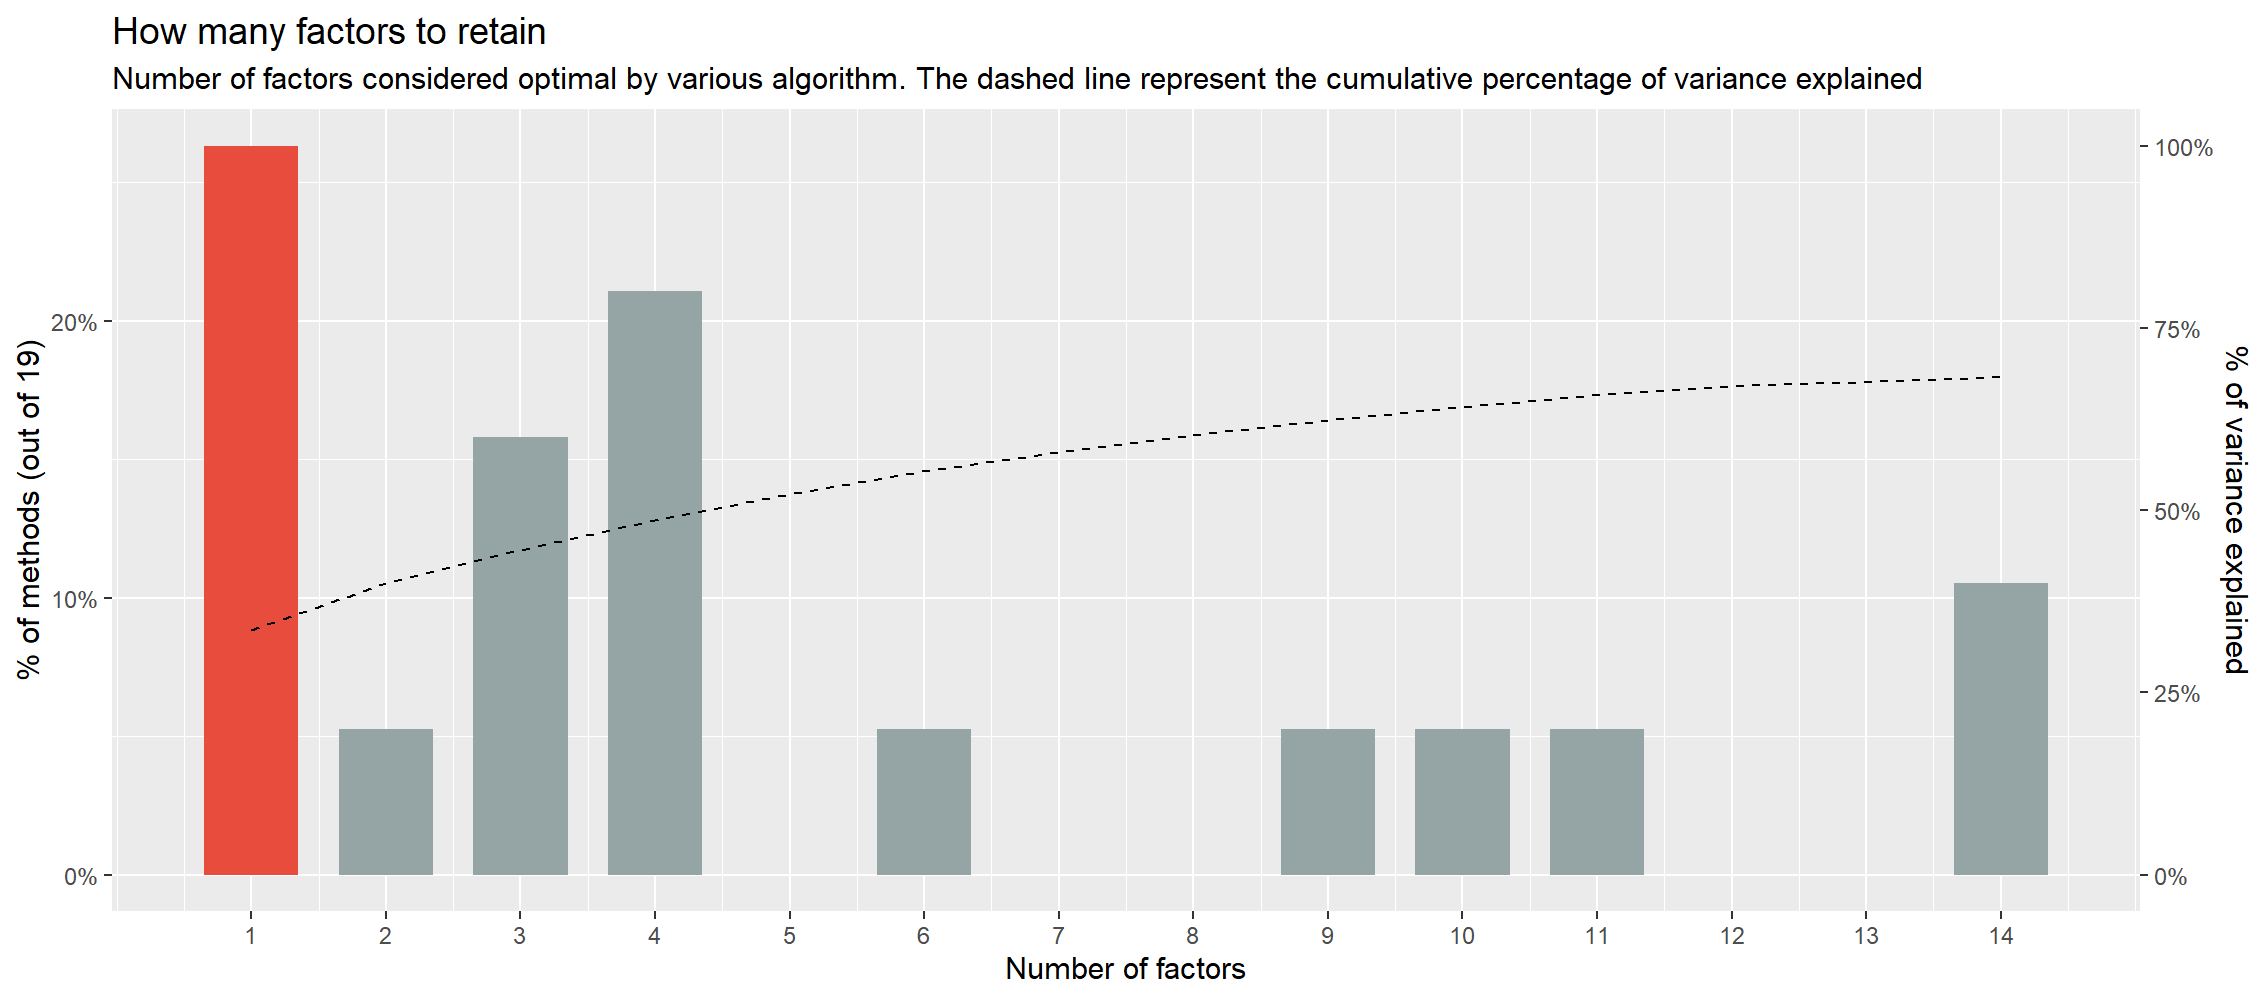 How many factors to retain
Number of factors considered optimal by various algorithm. The dashed line represent the cumulative percentage of variance explained
% of methods (out of 19)
20%
10%
0%
100%
75%
50%
25%
0%
% of variance explained
1 2 3 4 5 6 7 8 9 10 11 12 13 14
Number of factors